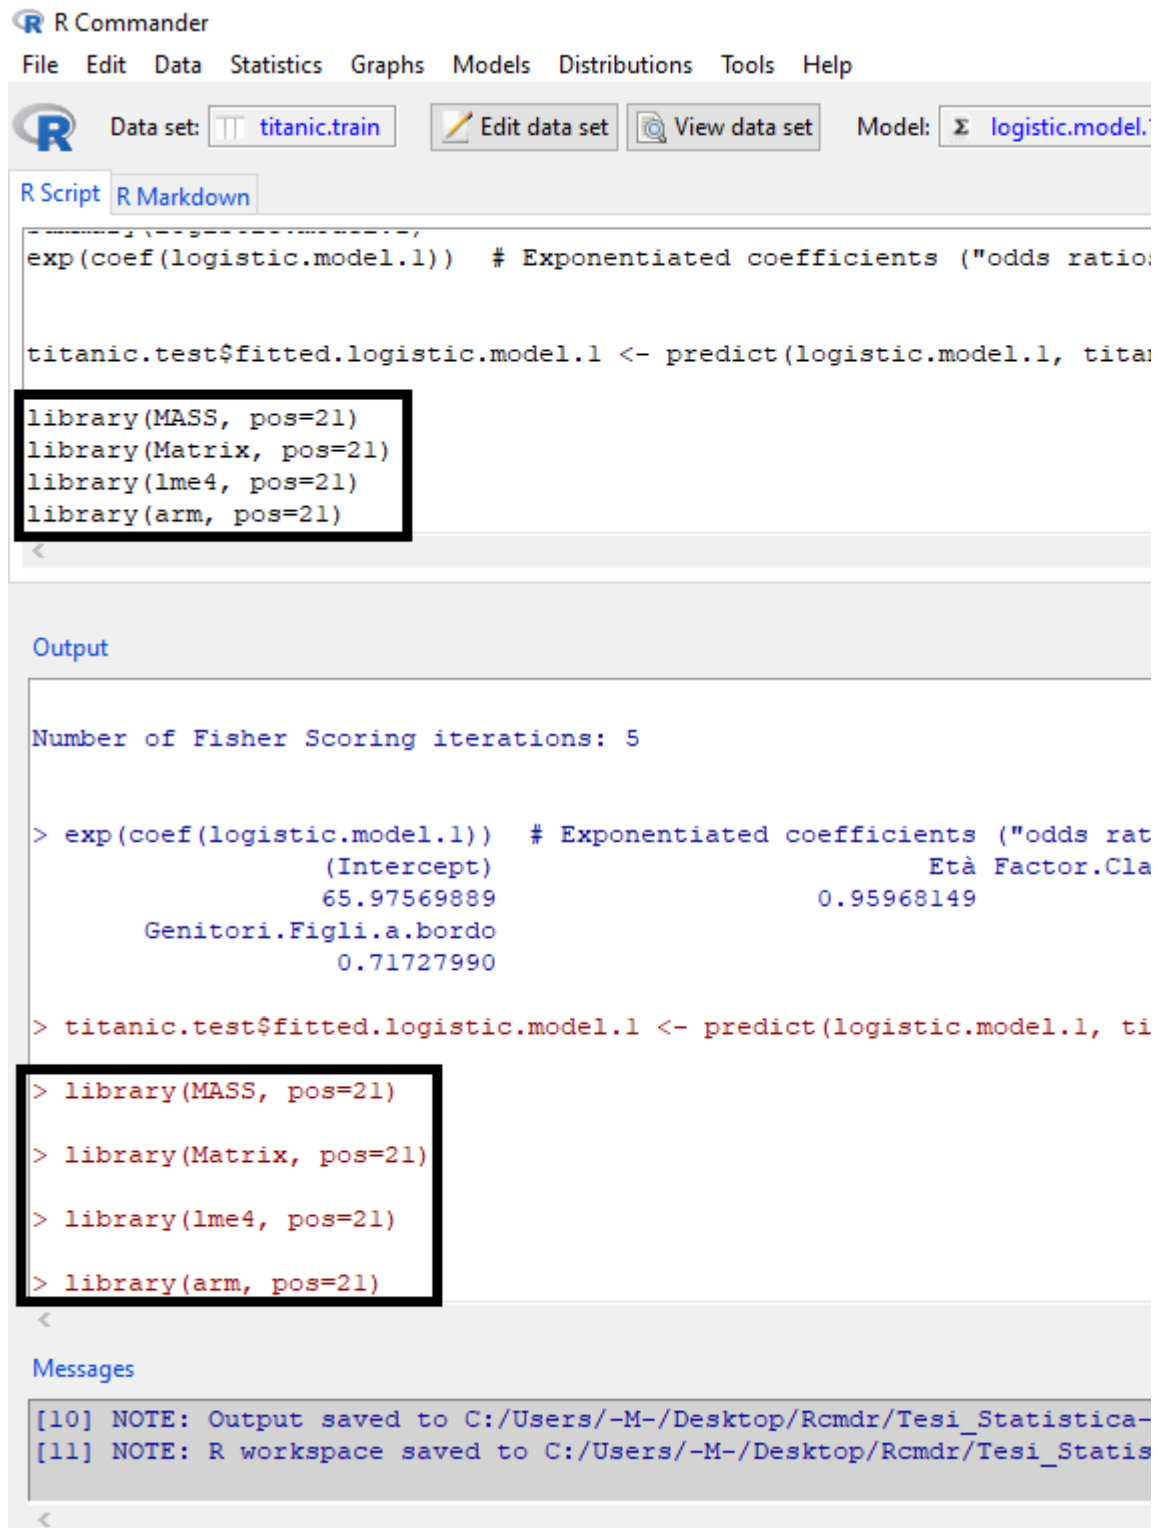 R Commander
File Edit Data Statistics Graphs Models Distributions Tools Help
R Data set: titanic.train Edit data set View data set Model: Σ logistic.model.
R Script R Markdown
exp(coef(logistic.model.1))  # Exponentiated coefficients ("odds ratios
titanic.test$fitted.logistic.model.1 <- predict(logistic.model.1, titan
library(MASS, pos=21)
library(Matrix, pos=21)
library(lme4, pos=21)
library(arm, pos=21)
Output
Number of Fisher Scoring iterations: 5
> exp(coef(logistic.model.1))  # Exponentiated coefficients ("odds rat
(Intercept) Età Factor.Cla
65.97569889 0.95968149
Genitori.Figli.a.bordo
0.71727990
> titanic.test$fitted.logistic.model.1 <- predict(logistic.model.1, ti
> library(MASS, pos=21)
> library(Matrix, pos=21)
> library(lme4, pos=21)
> library(arm, pos=21)
Messages
[10] NOTE: Output saved to C:/Users/-M-/Desktop/Rcmdr/Tesi_Statistica-
[11] NOTE: R workspace saved to C:/Users/-M-/Desktop/Rcmdr/Tesi_Statis